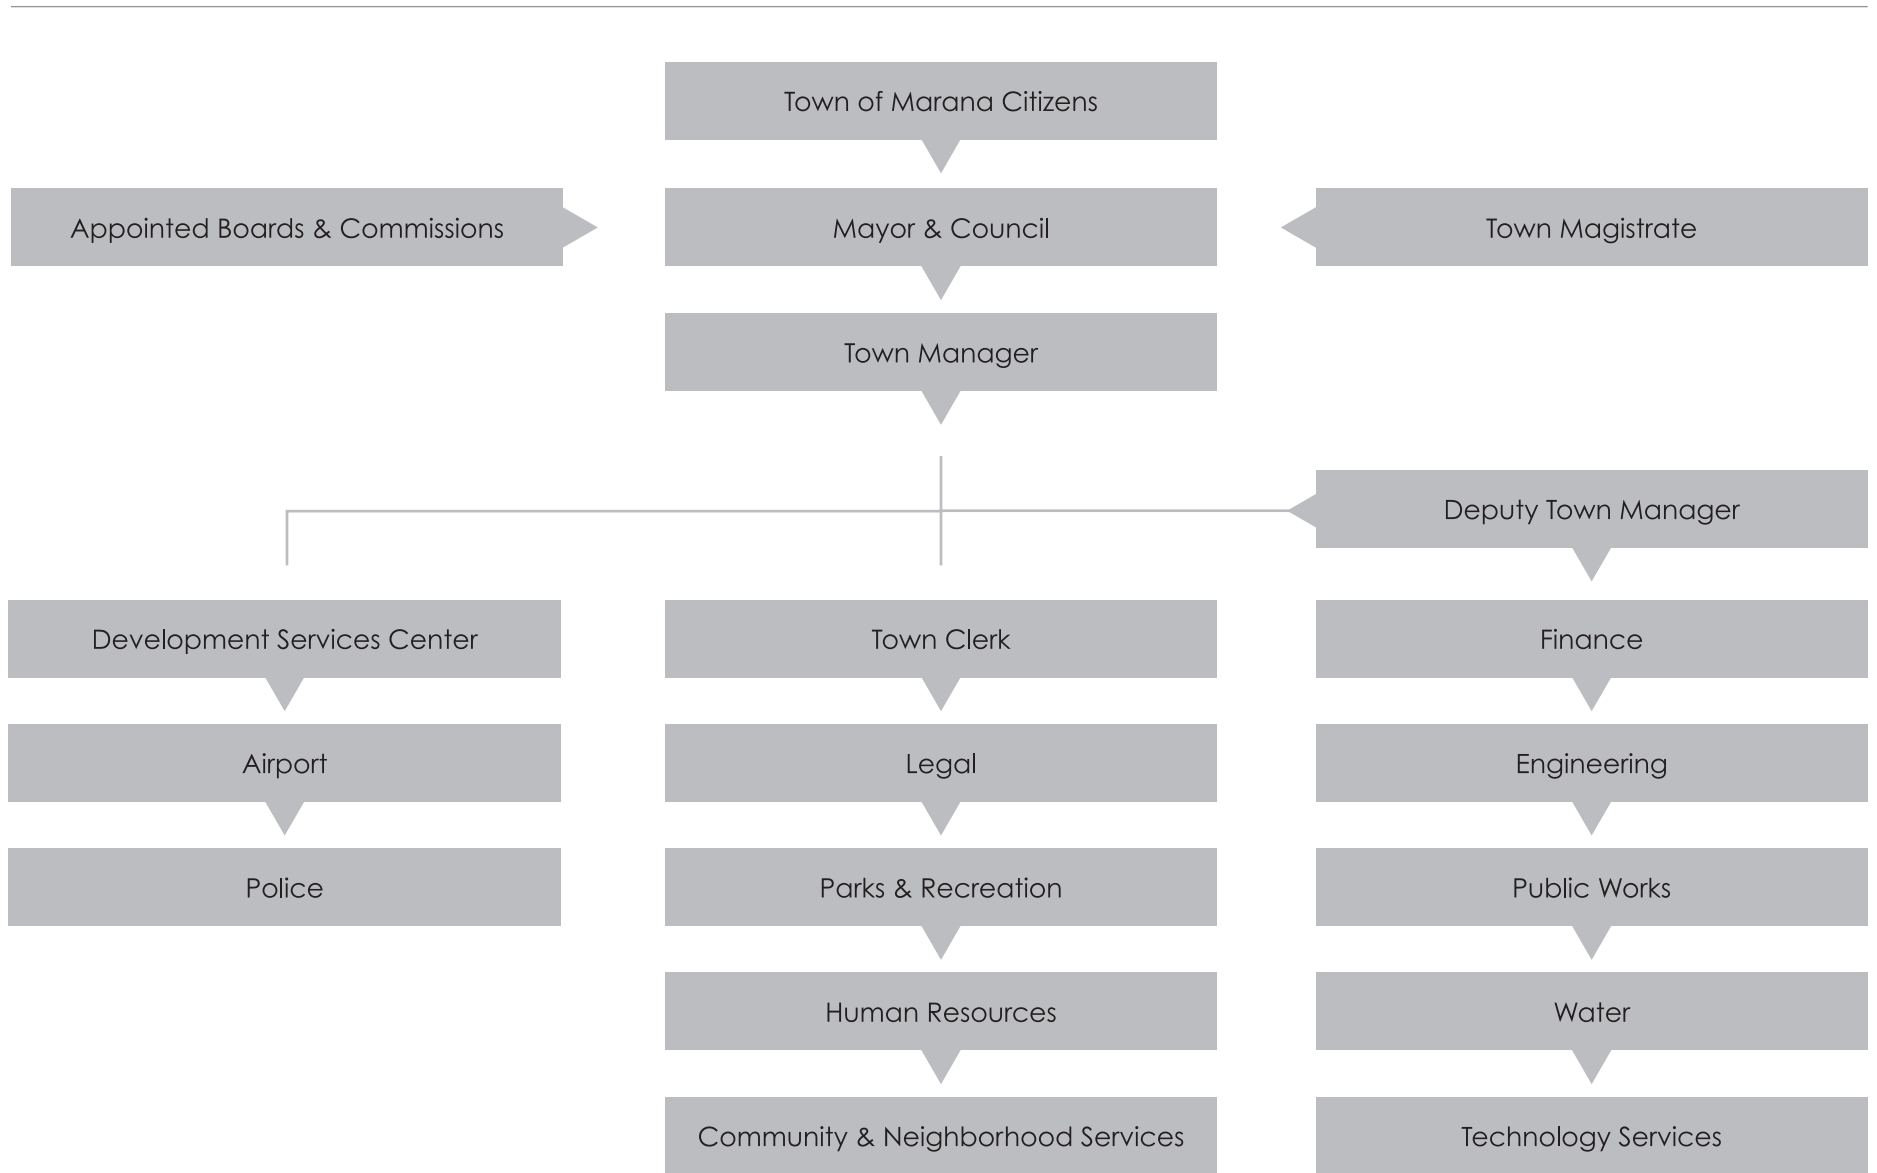 Town of Marana Citizens
Appointed Boards & Commissions
Mayor & Council
Town Magistrate
Town Manager
Deputy Town Manager
Development Services Center
Town Clerk
Finance
Airport
Legal
Engineering
Police
Parks & Recreation
Public Works
Human Resources
Water
Community & Neighborhood Services
Technology Services